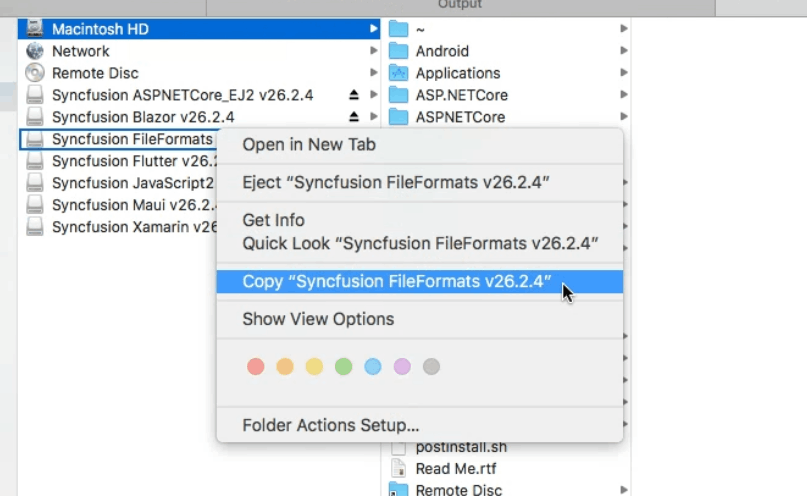 Output
Macintosh HD
Network
Remote Disc
Syncfusion ASPNETCore_EJ2 v26.2.4
Syncfusion Blazor v26.2.4
Syncfusion FileFormats
Syncfusion Flutter v26.2
Syncfusion JavaScript2
Syncfusion Maui v26.2.4
Syncfusion Xamarin v26
~
Android
Applications
ASP.NETCore
ASPNETCore
Open in New Tab
Eject “Syncfusion FileFormats v26.2.4”
Get Info
Quick Look “Syncfusion FileFormats v26.2.4”
Copy “Syncfusion FileFormats v26.2.4”
Show View Options
Folder Actions Setup...
postinstall.sh
Read Me.rtf
Remote Disc